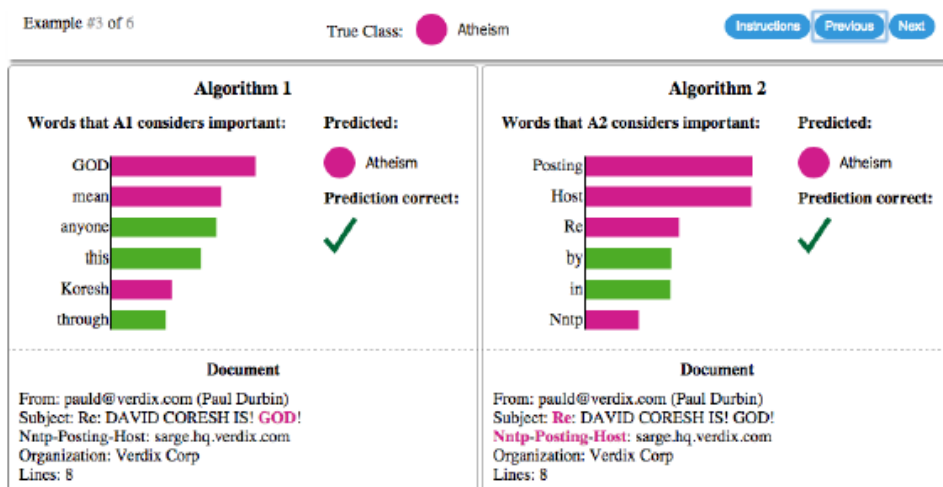 Example #3 of 6
True Class: Atheism
Instructions Previous Next
Algorithm 1
Words that A1 considers important: Predicted:
GOD
mean
anyone
this
Koresh
through
Atheism
Prediction correct:
Document
From: pauld@verdix.com (Paul Durbin)
Subject: Re: DAVID CORESH IS! GOD!
Nntp-Posting-Host: sarge.hq.verdix.com
Organization: Verdix Corp
Lines: 8
Algorithm 2
Words that A2 considers important: Predicted:
Posting
Host
Re
by
in
Nntp
Atheism
Prediction correct:
Document
From: pauld@verdix.com (Paul Durbin)
Subject: Re: DAVID CORESH IS! GOD!
Nntp-Posting-Host: sarge.hq.verdix.com
Organization: Verdix Corp
Lines: 8